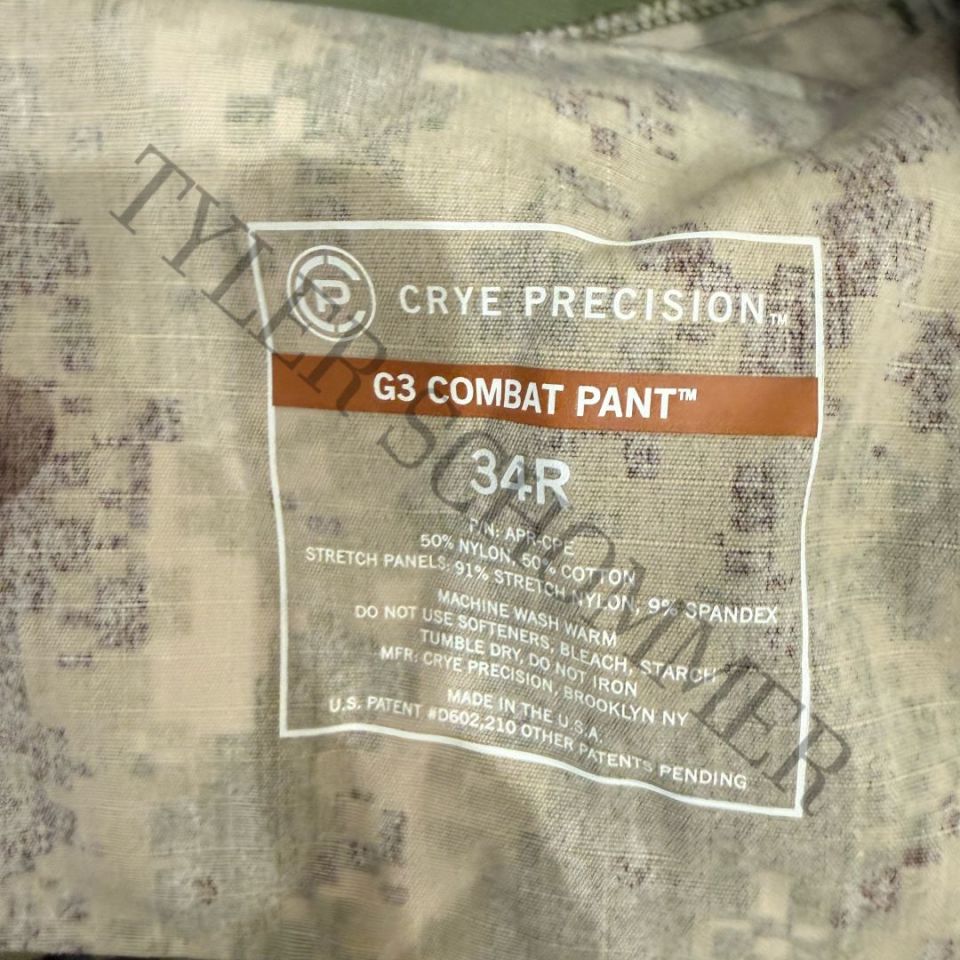 CRYE PRECISION™
G3 COMBAT PANT™
34R
P/N: APR-CPE
50% NYLON, 50% COTTON
STRETCH PANELS: 91% STRETCH NYLON, 9% SPANDEX
MACHINE WASH WARM
DO NOT USE SOFTENERS, BLEACH, STARCH
TUMBLE DRY, DO NOT IRON
MFR: CRYE PRECISION, BROOKLYN NY
MADE IN THE U.S.A.
U.S. PATENT #D602,210 OTHER PATENTS PENDING
TYLER SCHOMMER